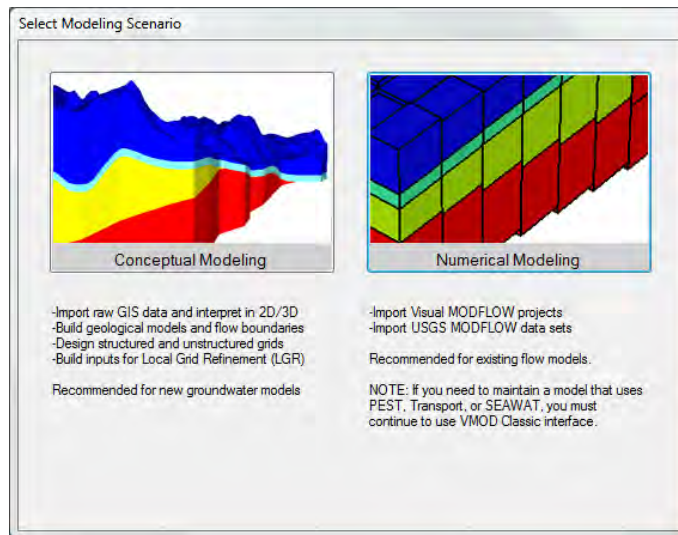 Select Modeling Scenario
Conceptual Modeling
-Import raw GIS data and interpret in 2D/3D
-Build geological models and flow boundaries
-Design structured and unstructured grids
-Build inputs for Local Grid Refinement (LGR)
Recommended for new groundwater models
Numerical Modeling
-Import Visual MODFLOW projects
-Import USGS MODFLOW data sets
Recommended for existing flow models.
NOTE: If you need to maintain a model that uses
PEST, Transport, or SEAWAT, you must
continue to use VMOD Classic interface.